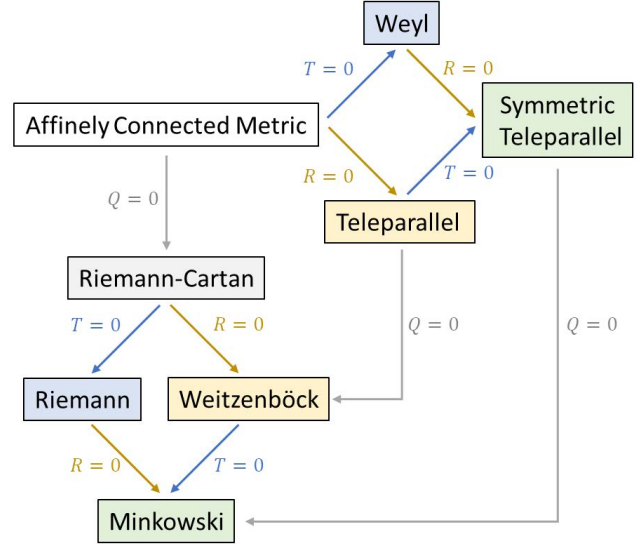 Weyl
T = 0
R = 0
Affinely Connected Metric
Symmetric
Teleparallel
R = 0
T = 0
Q = 0
Teleparallel
Riemann-Cartan
T = 0
R = 0
Q = 0
Q = 0
Riemann
Weitzenböck
R = 0
T = 0
Minkowski